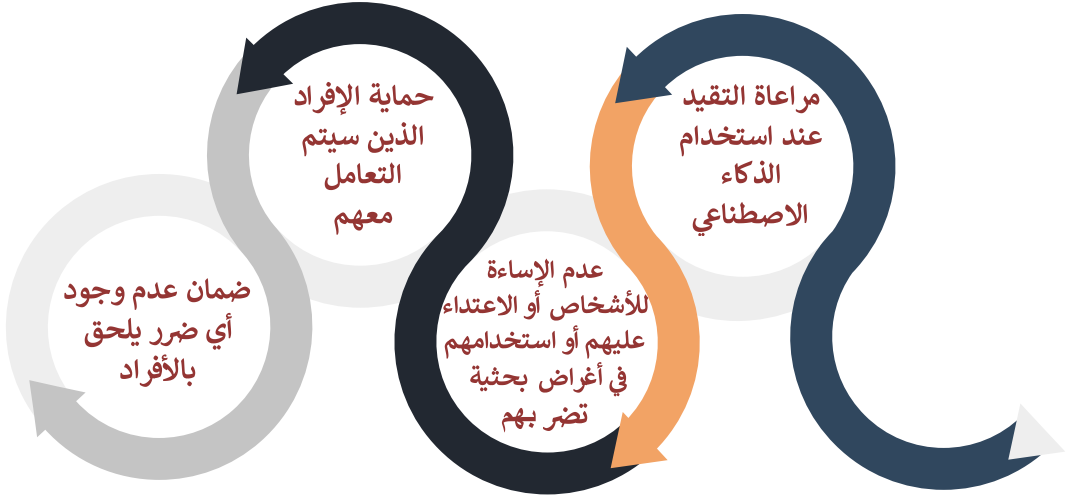 مراعاة التقيد
عند استخدام
الذكاء
الاصطناعي
عدم الإساءة
للأشخاص أو الاعتداء
عليهم أو استخدامهم
في أغراض بحثية
تضر بهم
حماية الإفراد
الذين سيتم
التعامل
معهم
ضمان عدم وجود
أي ضرر يلحق
بالأفراد